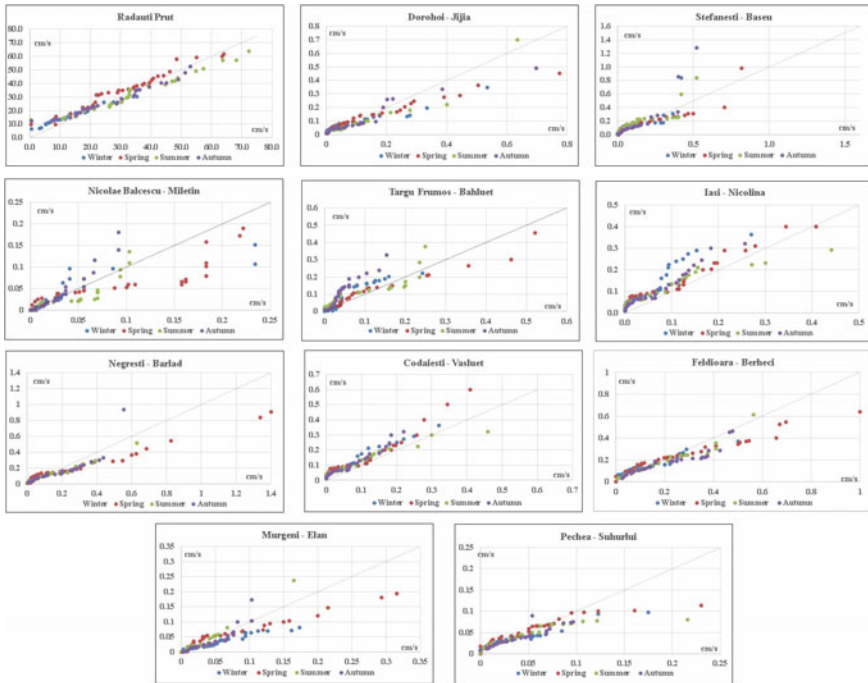 Radauti Prut
80.0
cm/s
70.0
60.0
50.0
40.0
30.0
20.0
10.0
0.0
cm/s
0.0 10.0 20.0 30.0 40.0 50.0 60.0 70.0 80.0
Winter Spring Summer Autumn
Dorohoi - Jijia
0.8
cm/s
0.7
0.6
0.5
0.4
0.3
0.2
0.1
0
cm/s
0 0.2 0.4 0.6 0.8
Winter Spring Summer Autumn
Stefanesti - Baseu
1.6
cm/s
1.4
1.2
1.0
0.8
0.6
0.4
0.2
0.0
cm/s
0.0 0.5 1.0 1.5
Winter Spring Summer Autumn
Nicolae Balcescu - Miletin
0.25
cm/s
0.2
0.15
0.1
0.05
0
cm/s
0 0.05 0.1 0.15 0.2 0.25
Winter Spring Summer Autumn
Targu Frumos - Bahluet
0.6
cm/s
0.5
0.4
0.3
0.2
0.1
0
cm/s
0 0.1 0.2 0.3 0.4 0.5 0.6
Winter Spring Summer Autumn
Iasi - Nicolina
0.5
cm/s
0.4
0.3
0.2
0.1
0.0
cm/s
0.0 0.1 0.2 0.3 0.4 0.5
Winter Spring Summer Autumn
Negresti - Barlad
1.4
cm/s
1.2
1
0.8
0.6
0.4
0.2
0
cm/s
0 0.2 0.4 0.6 0.8 1 1.2 1.4
Winter Spring Summer Autumn
Codaiesti - Vasluet
0.7
cm/s
0.6
0.5
0.4
0.3
0.2
0.1
0
cm/s
0 0.1 0.2 0.3 0.4 0.5 0.6 0.7
Winter Spring Summer Autumn
Feldioara - Berheci
1
cm/s
0.8
0.6
0.4
0.2
0
cm/s
0 0.2 0.4 0.6 0.8 1
Winter Spring Summer Autumn
Murgeni - Elan
0.35
cm/s
0.3
0.25
0.2
0.15
0.1
0.05
0
cm/s
0 0.05 0.1 0.15 0.2 0.25 0.3 0.35
Winter Spring Summer Autumn
Pechea - Suhurlui
0.25
cm/s
0.2
0.15
0.1
0.05
0
cm/s
0 0.05 0.1 0.15 0.2 0.25
Winter Spring Summer Autumn